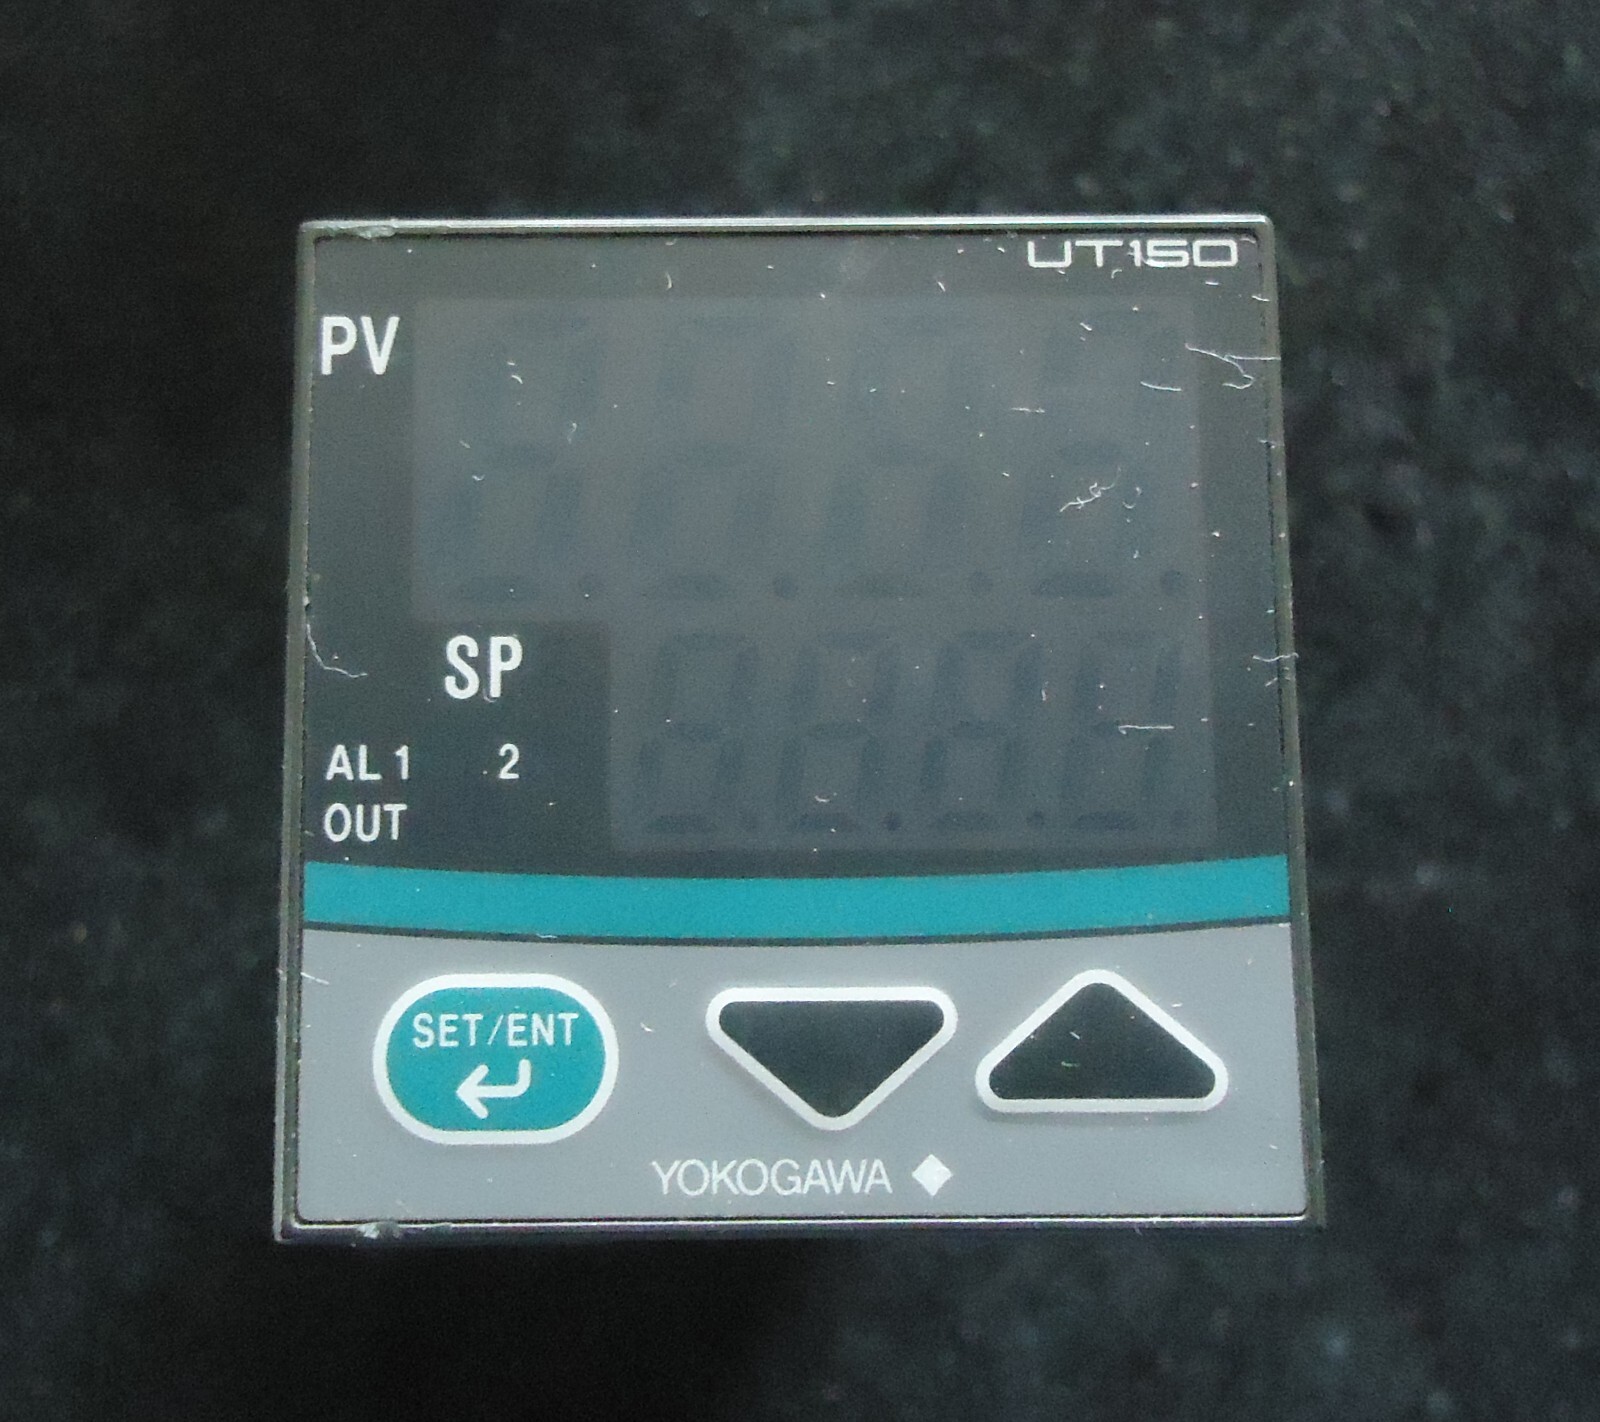 UT150
PV
SP
AL 1 2
OUT
SET/ENT
YOKOGAWA